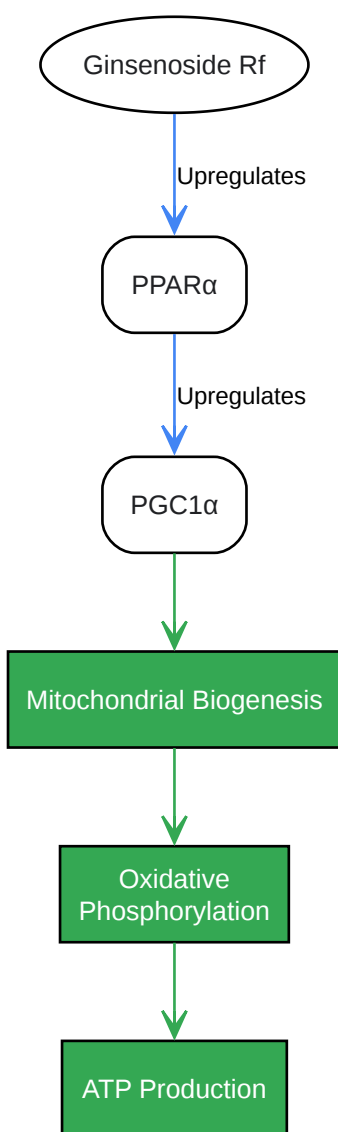 Ginsenoside Rf
Upregulates
PPARα
Upregulates
PGC1α
Mitochondrial Biogenesis
Oxidative
Phosphorylation
ATP Production